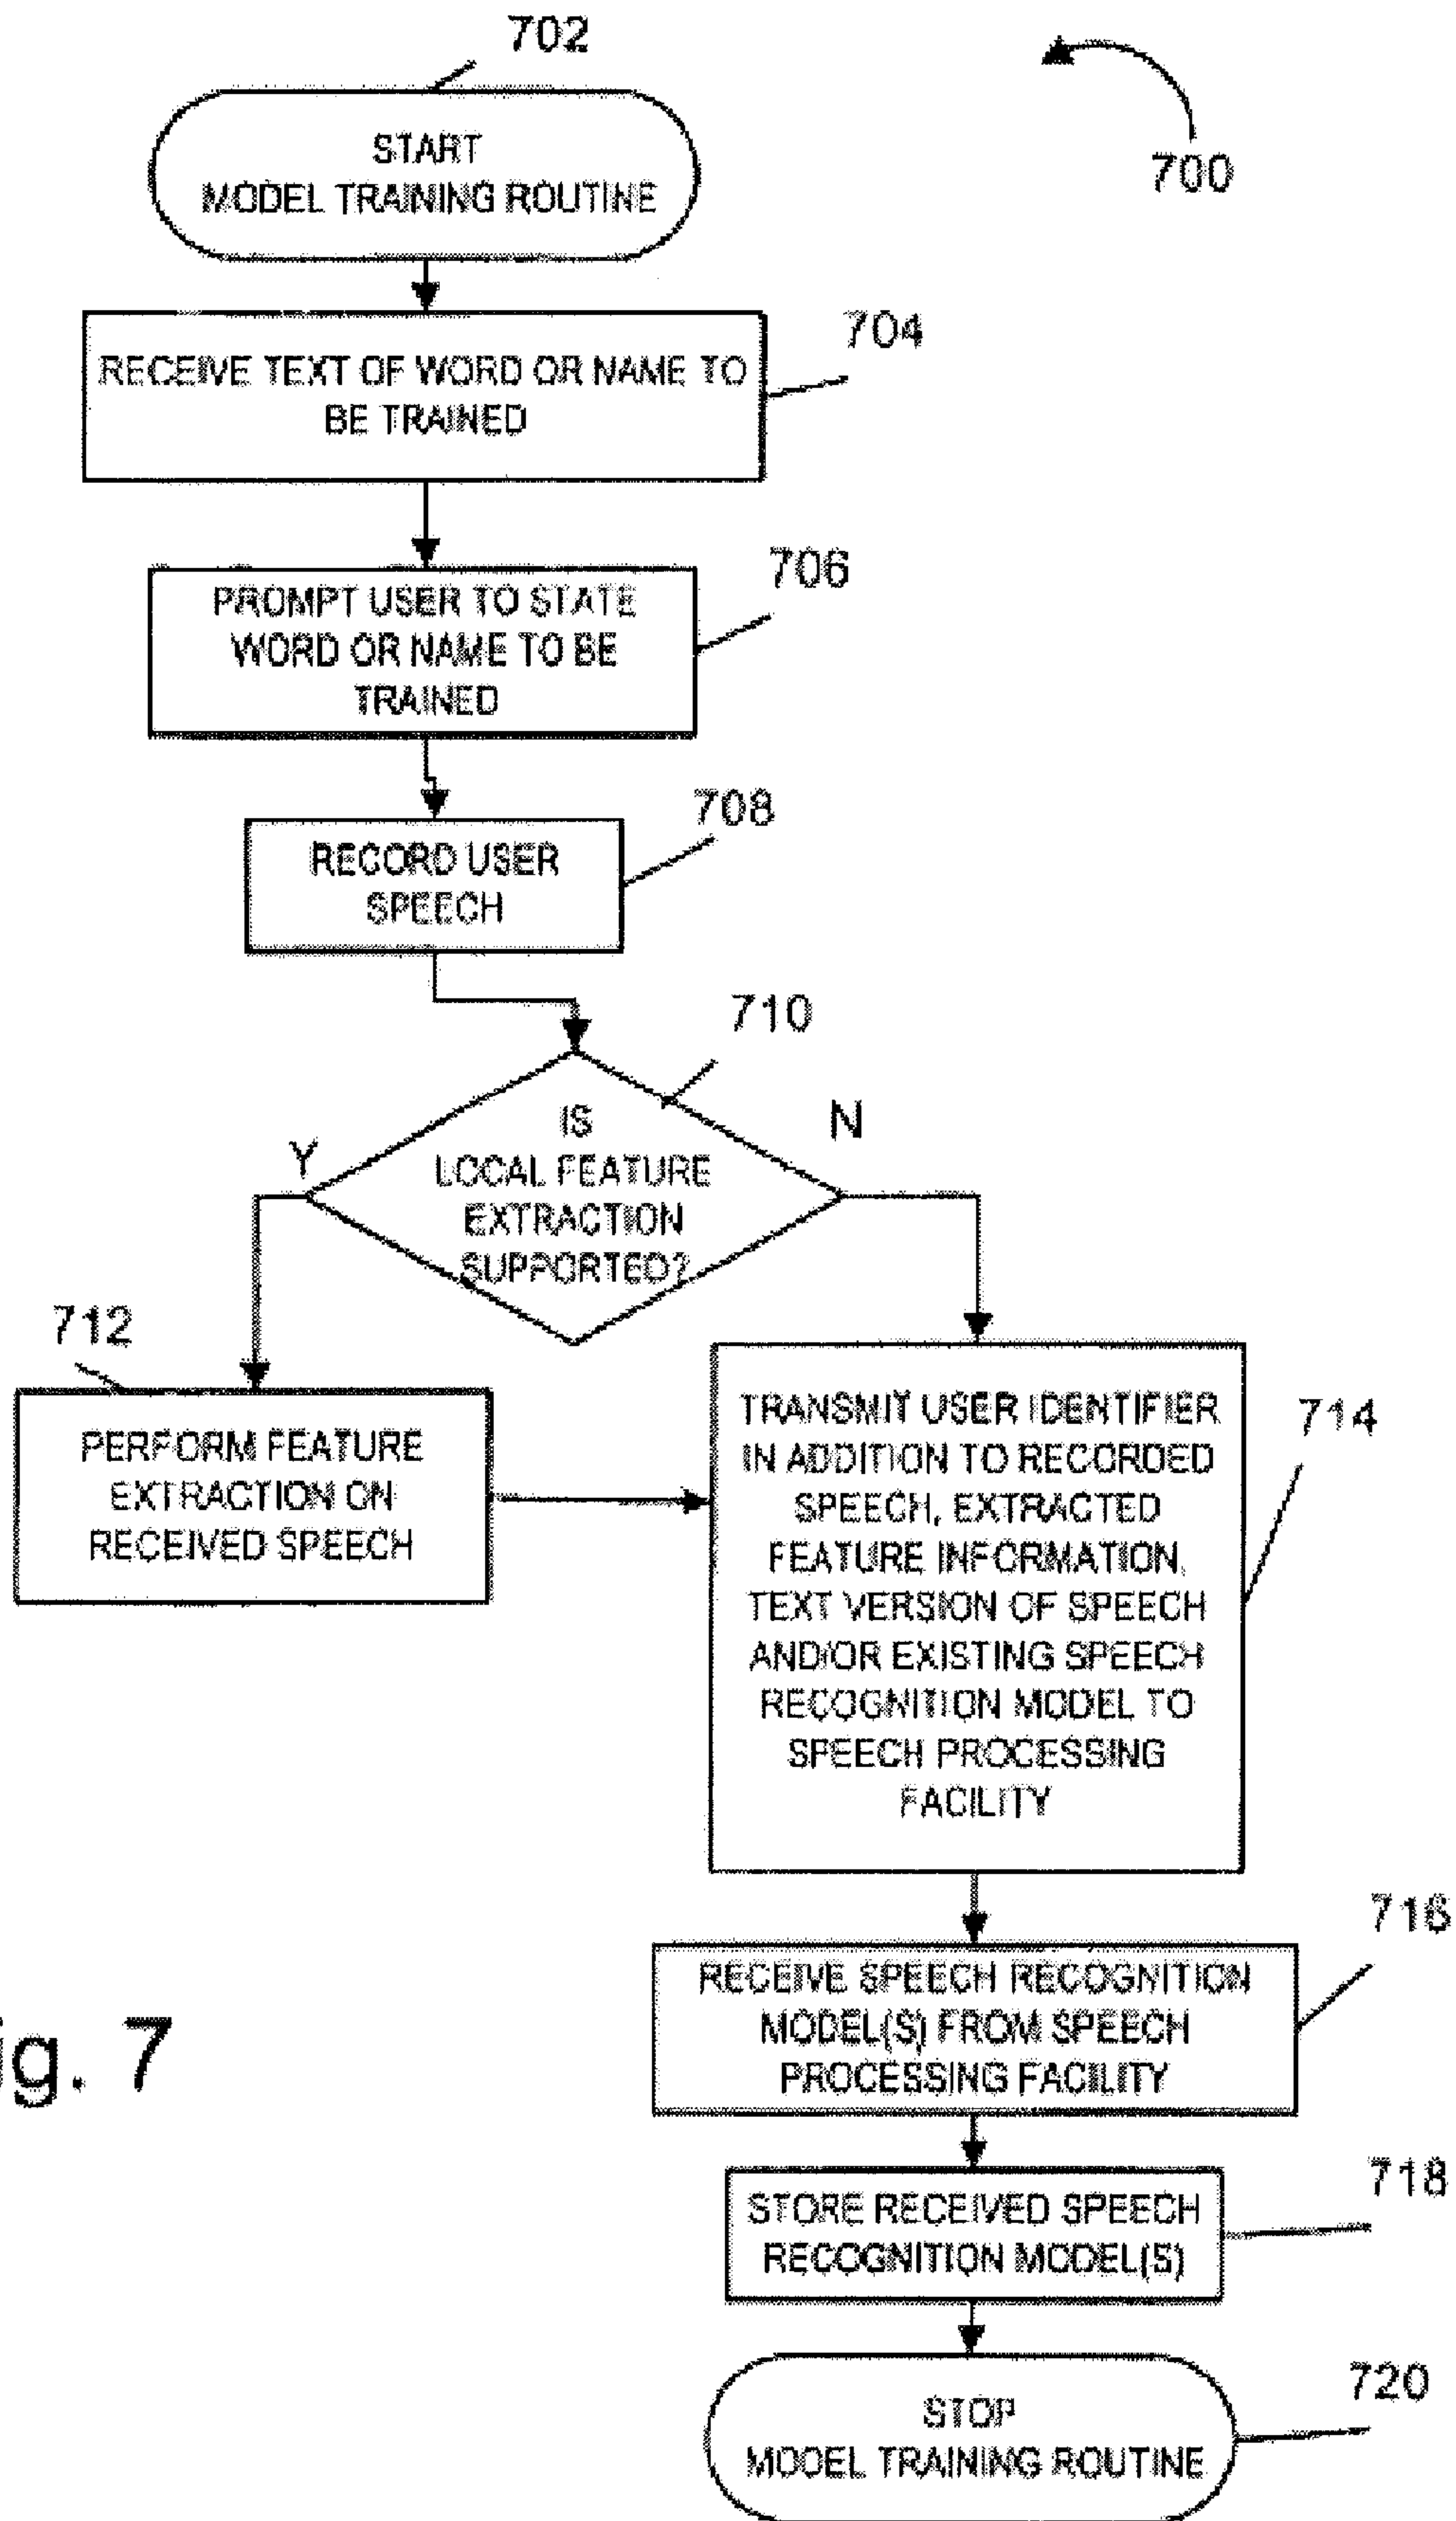 702
START
MODEL TRAINING ROUTINE
700
704
RECEIVE TEXT OF WORD OR NAME TO
BE TRAINED
706
PROMPT USER TO STATE
WORD OR NAME TO BE
TRAINED
708
RECORD USER
SPEECH
710
IS
LOCAL FEATURE
EXTRACTION
SUPPORTED?
Y
N
712
PERFORM FEATURE
EXTRACTION ON
RECEIVED SPEECH
714
TRANSMIT USER IDENTIFIER
IN ADDITION TO RECORDED
SPEECH, EXTRACTED
FEATURE INFORMATION,
TEXT VERSION OF SPEECH
AND/OR EXISTING SPEECH
RECOGNITION MODEL TO
SPEECH PROCESSING
FACILITY
716
RECEIVE SPEECH RECOGNITION
MODEL(S) FROM SPEECH
PROCESSING FACILITY
ig. 7
718
STORE RECEIVED SPEECH
RECOGNITION MODEL(S)
720
STOP
MODEL TRAINING ROUTINE